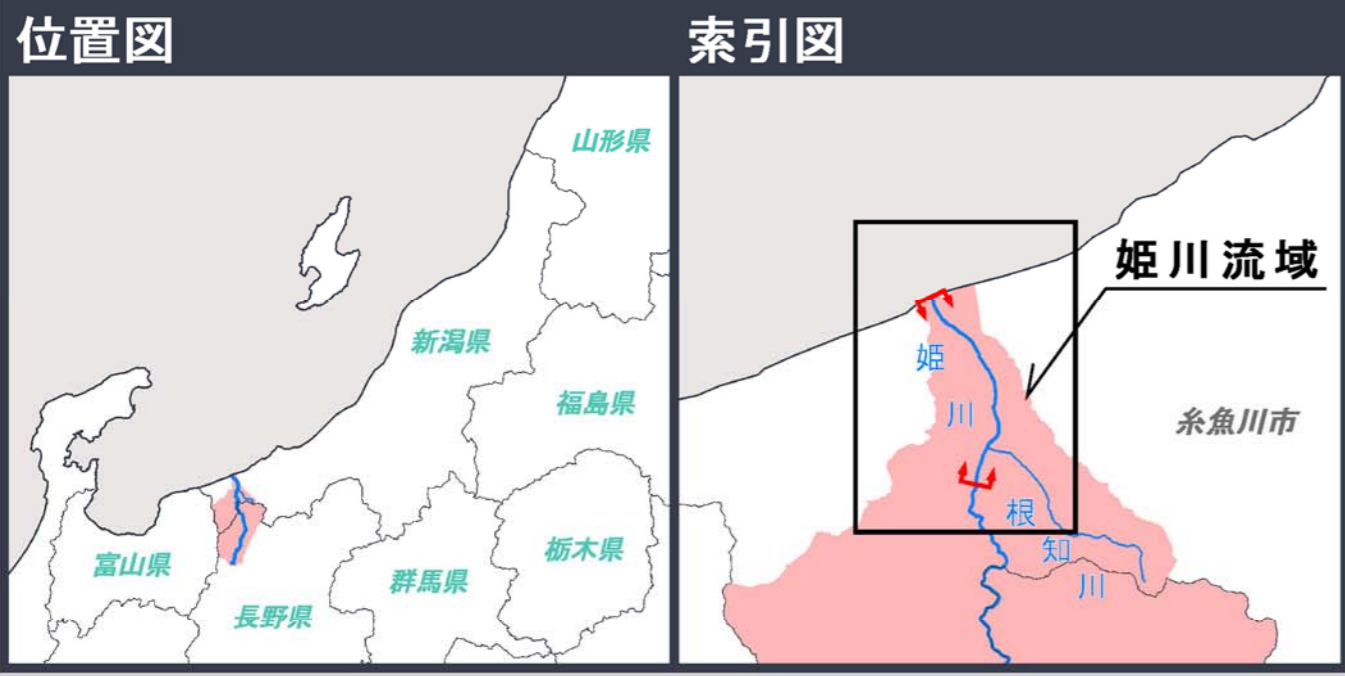 位置図
山形県
新潟県
福島県
富山県
栃木県
群馬県
長野県
索引図
姫川流域
姫川
糸魚川市
根知川